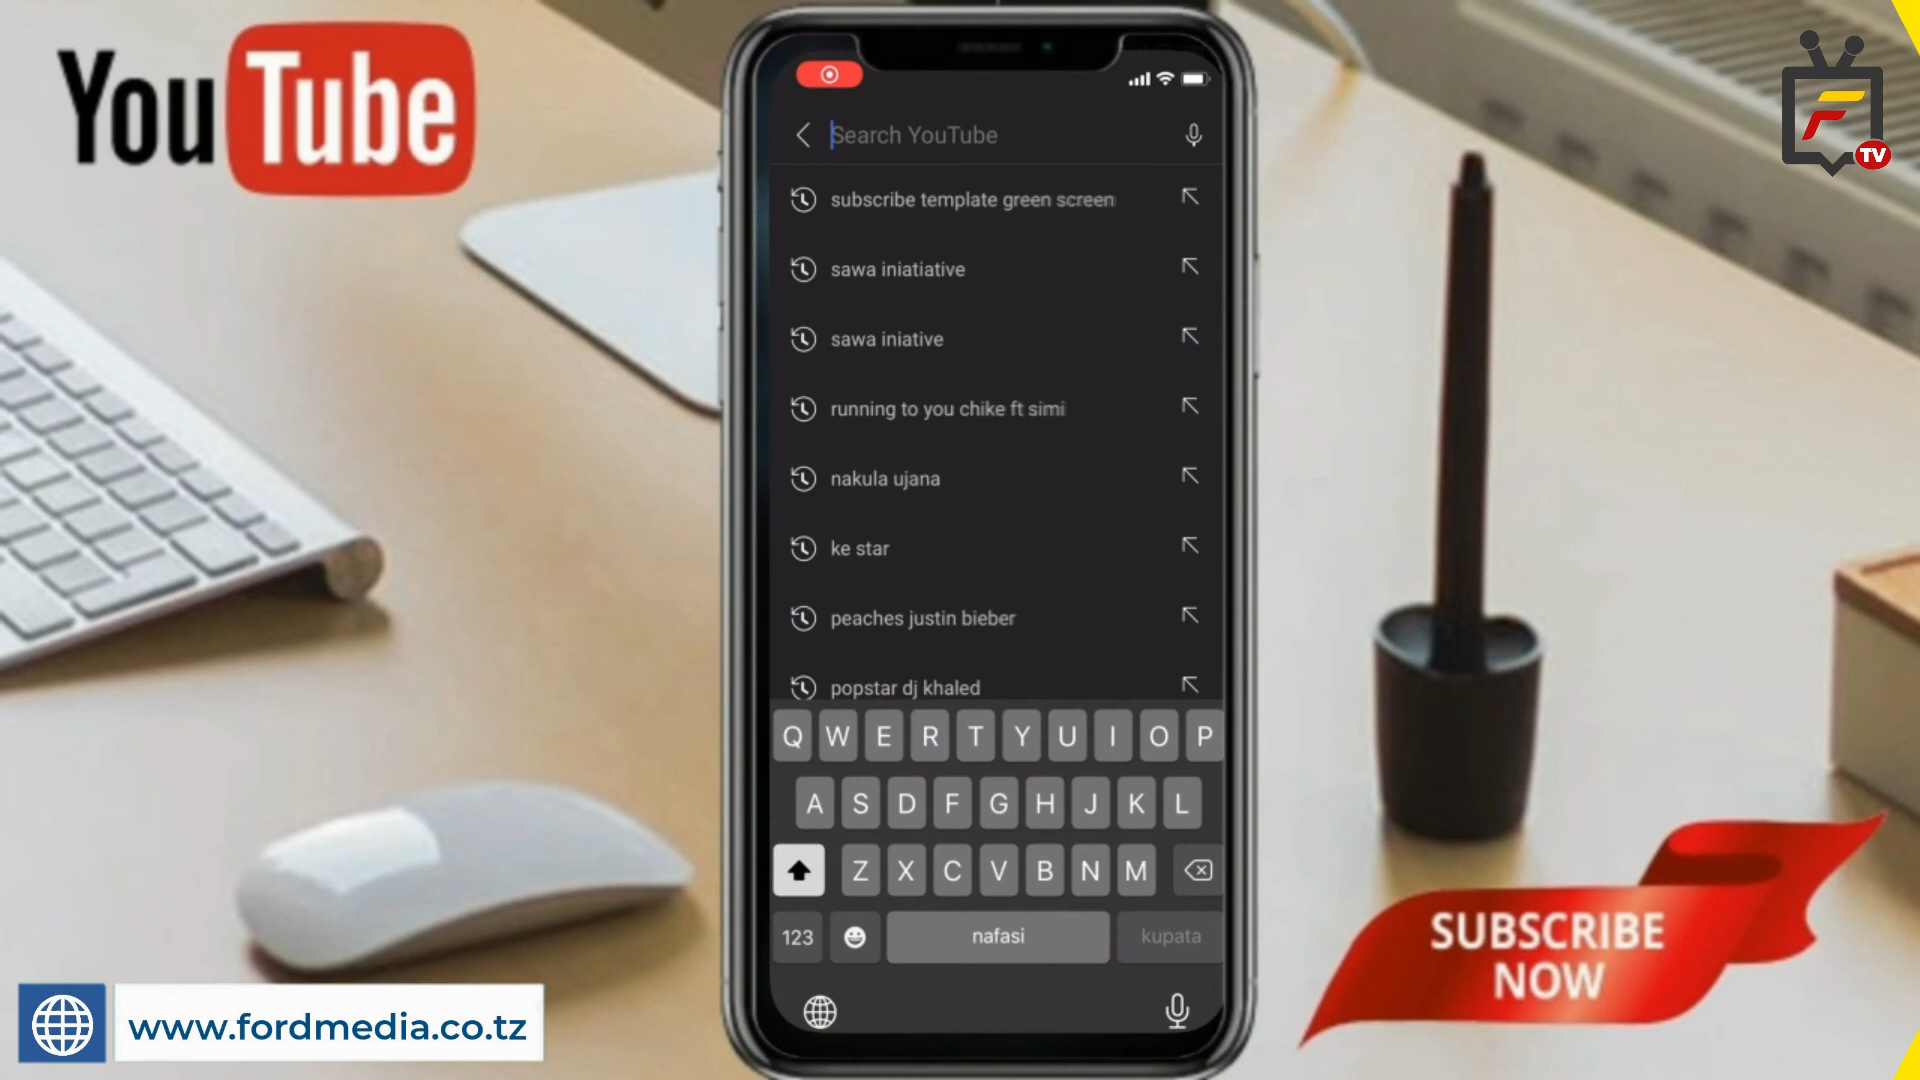 YouTube
F
TV
Search YouTube
subscribe template green screen
sawa iniatiative
sawa iniative
running to you chike ft simi
nakula ujana
ke star
peaches justin bieber
popstar dj khaled
Q W E R T Y U I O P
A S D F G H J K L
Z X C V B N M
123 nafasi kupata
SUBSCRIBE
NOW
www.fordmedia.co.tz